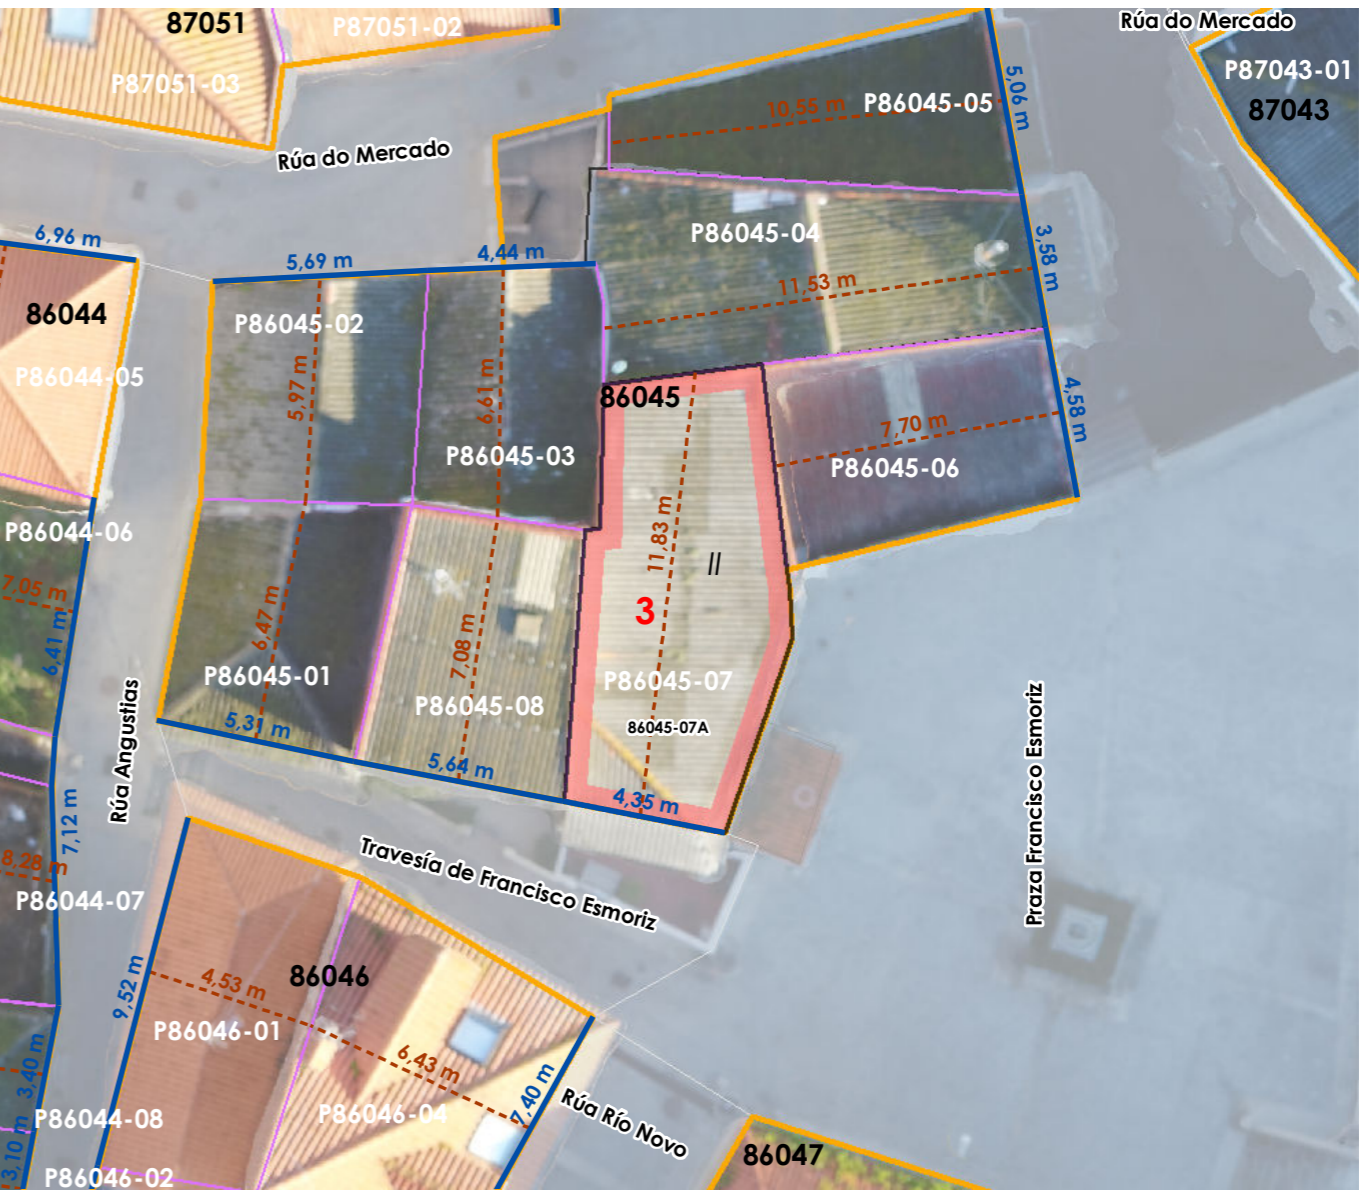 87051
P87051-02
Rúa do Mercado
P87051-03
P87043-01
87043
5,06 m
10,55 m
P86045-05
Rúa do Mercado
6,96 m
5,69 m
4,44 m
P86045-04
3,58 m
11,53 m
86044
P86045-02
P86044-05
5,97 m
6,61 m
86045
4,58 m
7,70 m
P86045-03
P86045-06
P86044-06
11,83 m
II
7,05 m
3
6,41 m
6,47 m
7,08 m
P86045-01
P86045-07
P86045-08
86045-07A
5,31 m
5,64 m
4,35 m
Rúa Angustias
Praza Francisco Esmoriz
7,12 m
Travesía de Francisco Esmoriz
8,28 m
P86044-07
86046
4,53 m
9,52 m
P86046-01
6,43 m
3,40 m
7,40 m
P86044-08
P86046-04
Rúa Río Novo
3,10 m
86047
P86046-02